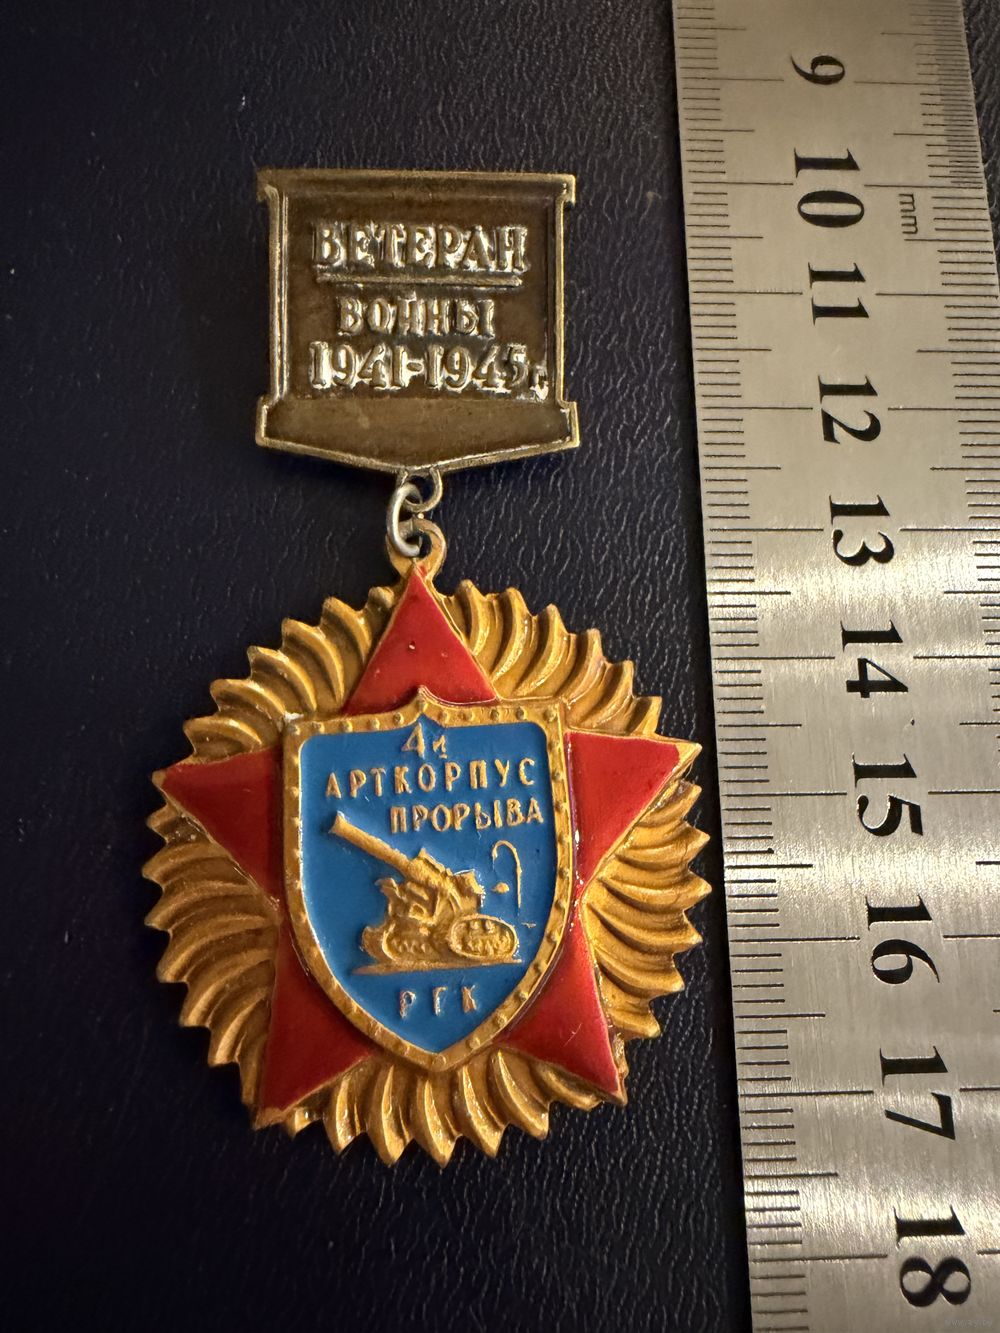 ВЕТЕРАН
ВОЙНЫ
1941-1945г.
4й
АРТКОРПУС
ПРОРЫВА
РГК
9
10
mm
11
12
13
14
15
16
17
18